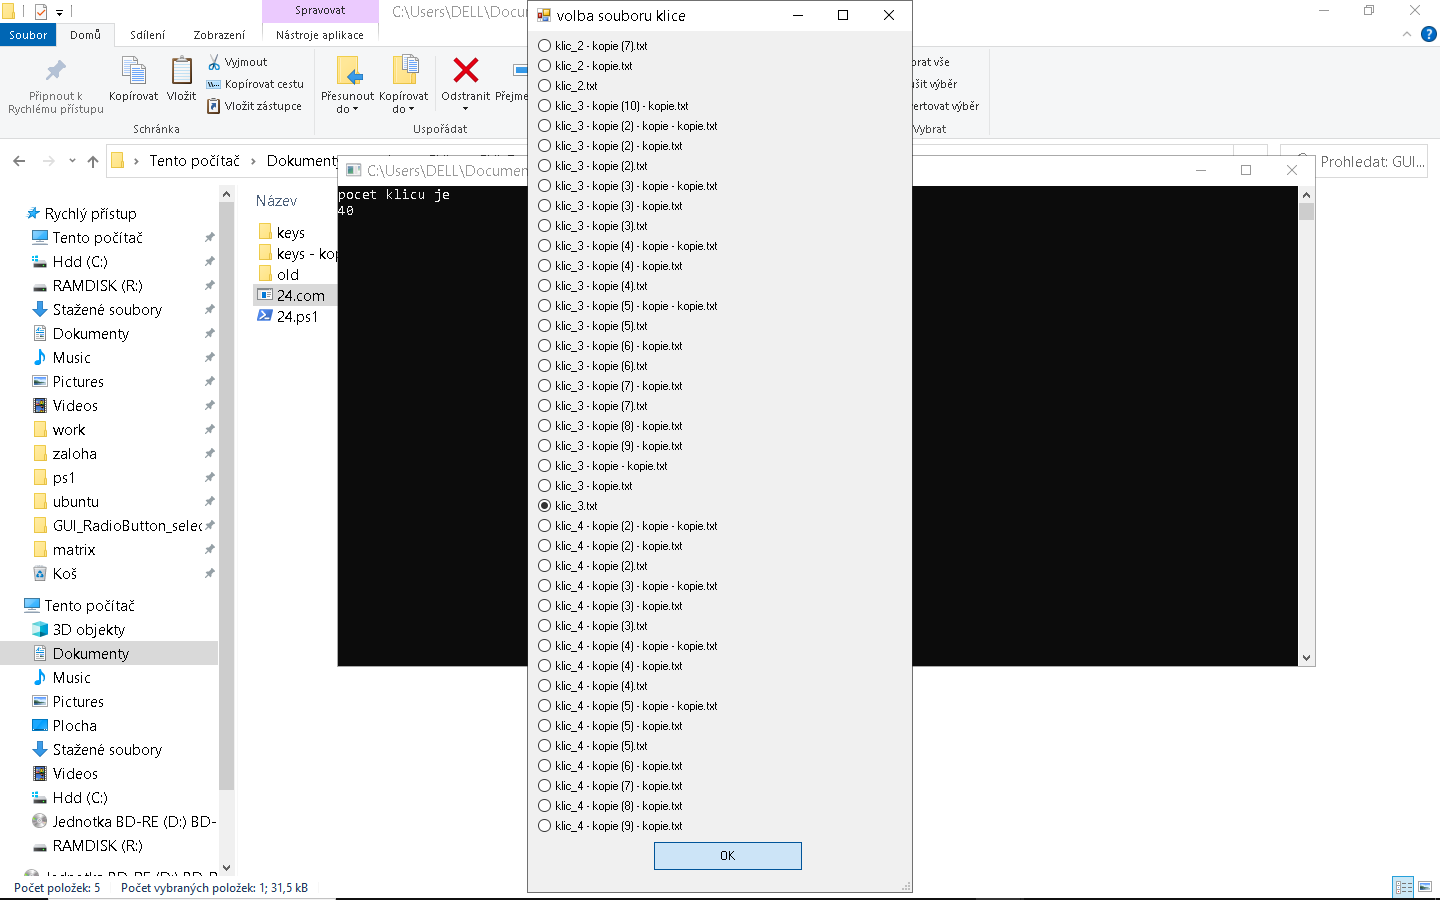 Spravovat
C:\Users\DELL\Docum
Soubor
Domů
Sdílení
Zobrazení
Nástroje aplikace
Připnout k
Rychlému přístupu
Kopírovat
Vložit
Vyjmout
Kopírovat cestu
Vložit zástupce
Schránka
Přesunout
do
Kopírovat
do
Odstranit
Přejme
Uspořádat
brat vše
ušit výběr
vertovat výběr
Vybrat
Tento počítač
Dokument
Prohledat: GUI...
Rychlý přístup
Tento počítač
Hdd (C:)
RAMDISK (R:)
Stažené soubory
Dokumenty
Music
Pictures
Videos
work
zaloha
ps1
ubuntu
GUI_RadioButton_selec
matrix
Koš
Tento počítač
3D objekty
Dokumenty
Music
Pictures
Plocha
Stažené soubory
Videos
Hdd (C:)
Jednotka BD-RE (D:) BD-
RAMDISK (R:)
Název
keys
keys - kop
old
24.com
24.ps1
C:\Users\DELL\Documen
pocet klicu je
40
volba souboru klice
klic_2 - kopie (7).txt
klic_2 - kopie.txt
klic_2.txt
klic_3 - kopie (10) - kopie.txt
klic_3 - kopie (2) - kopie - kopie.txt
klic_3 - kopie (2) - kopie.txt
klic_3 - kopie (2).txt
klic_3 - kopie (3) - kopie - kopie.txt
klic_3 - kopie (3) - kopie.txt
klic_3 - kopie (3).txt
klic_3 - kopie (4) - kopie - kopie.txt
klic_3 - kopie (4) - kopie.txt
klic_3 - kopie (4).txt
klic_3 - kopie (5) - kopie - kopie.txt
klic_3 - kopie (5).txt
klic_3 - kopie (6) - kopie.txt
klic_3 - kopie (6).txt
klic_3 - kopie (7) - kopie.txt
klic_3 - kopie (7).txt
klic_3 - kopie (8) - kopie.txt
klic_3 - kopie (9) - kopie.txt
klic_3 - kopie - kopie.txt
klic_3 - kopie.txt
klic_3.txt
klic_4 - kopie (2) - kopie - kopie.txt
klic_4 - kopie (2) - kopie.txt
klic_4 - kopie (2).txt
klic_4 - kopie (3) - kopie - kopie.txt
klic_4 - kopie (3) - kopie.txt
klic_4 - kopie (3).txt
klic_4 - kopie (4) - kopie - kopie.txt
klic_4 - kopie (4) - kopie.txt
klic_4 - kopie (4).txt
klic_4 - kopie (5) - kopie - kopie.txt
klic_4 - kopie (5) - kopie.txt
klic_4 - kopie (5).txt
klic_4 - kopie (6) - kopie.txt
klic_4 - kopie (7) - kopie.txt
klic_4 - kopie (8) - kopie.txt
klic_4 - kopie (9) - kopie.txt
OK
Počet položek: 5
Počet vybraných položek: 1; 31,5 kB